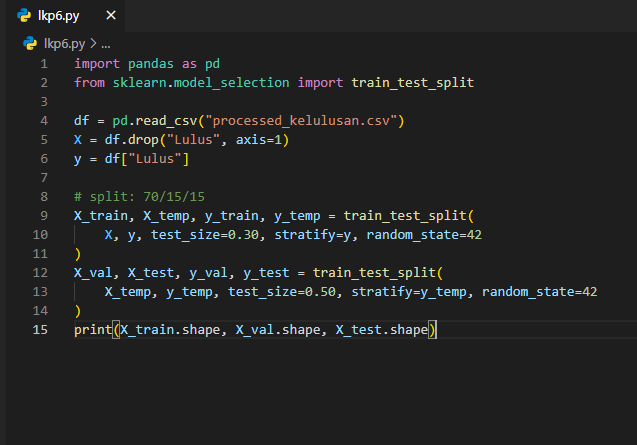 lkp6.py ×
lkp6.py > ...
1 import pandas as pd
2 from sklearn.model_selection import train_test_split
3
4 df = pd.read_csv("processed_kelulusan.csv")
5 X = df.drop("Lulus", axis=1)
6 y = df["Lulus"]
7
8 # split: 70/15/15
9 X_train, X_temp, y_train, y_temp = train_test_split(
10     X, y, test_size=0.30, stratify=y, random_state=42
11 )
12 X_val, X_test, y_val, y_test = train_test_split(
13     X_temp, y_temp, test_size=0.50, stratify=y_temp, random_state=42
14 )
15 print(X_train.shape, X_val.shape, X_test.shape)